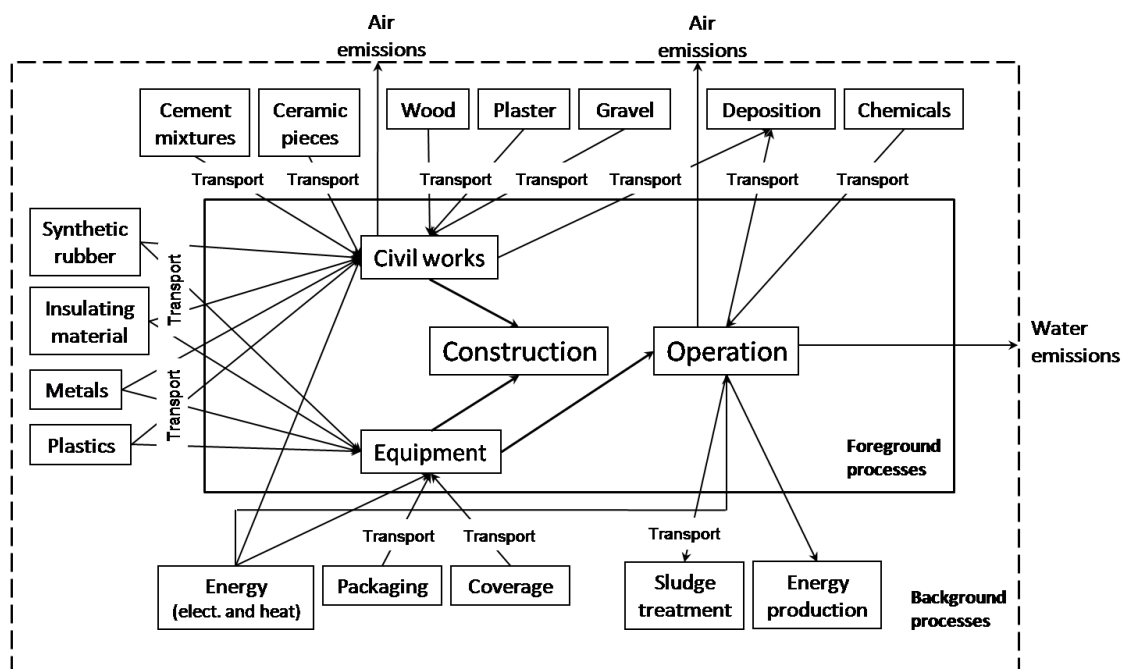 Air
emissions
Air
emissions
Cement
mixtures
Ceramic
pieces
Wood
Plaster
Gravel
Deposition
Chemicals
Transport
Transport
Transport
Transport
Transport
Transport
Transport
Synthetic
rubber
Transport
Civil works
Insulating
material
Construction
Operation
Water
emissions
Metals
Transport
Plastics
Equipment
Foreground
processes
Transport
Transport
Transport
Energy
(elect. and heat)
Packaging
Coverage
Sludge
treatment
Energy
production
Background
processes